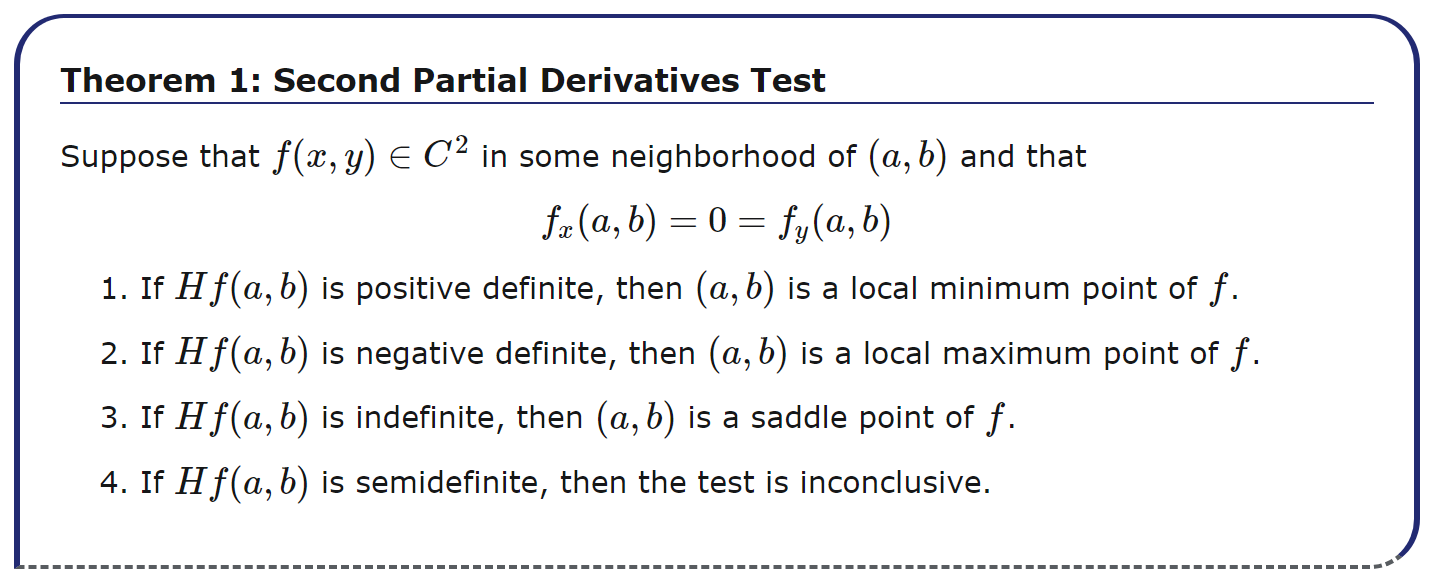 Theorem 1: Second Partial Derivatives Test
Suppose that f(x, y) ∈ C² in some neighborhood of (a, b) and that
fₓ(a, b) = 0 = f_y(a, b)
1. If Hf(a, b) is positive definite, then (a, b) is a local minimum point of f.
2. If Hf(a, b) is negative definite, then (a, b) is a local maximum point of f.
3. If Hf(a, b) is indefinite, then (a, b) is a saddle point of f.
4. If Hf(a, b) is semidefinite, then the test is inconclusive.